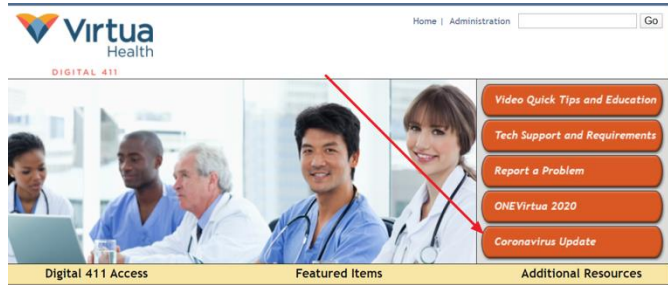 Virtua
Health
DIGITAL 411
Home | Administration
Go
Video Quick Tips and Education
Tech Support and Requirements
Report a Problem
ONEVirtua 2020
Coronavirus Update
Digital 411 Access
Featured Items
Additional Resources